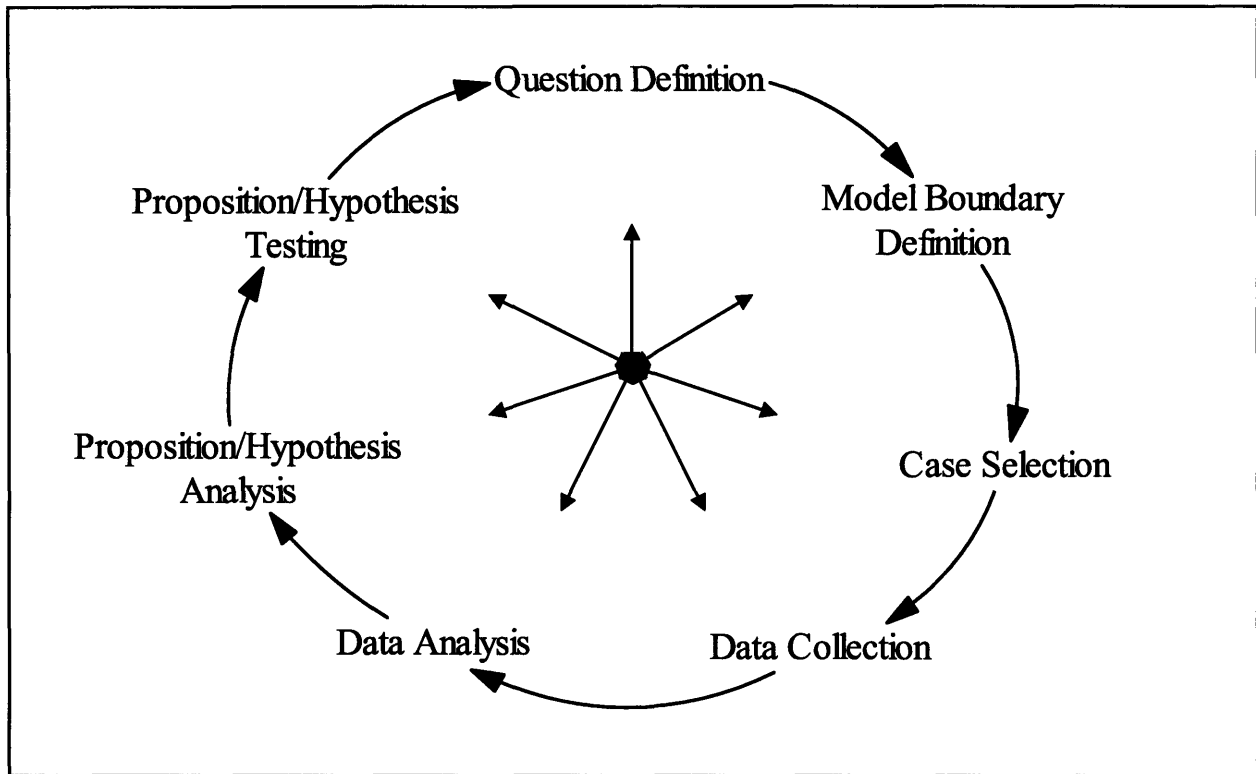 Question Definition
Model Boundary
Definition
Case Selection
Data Collection
Data Analysis
Proposition/Hypothesis
Analysis
Proposition/Hypothesis
Testing